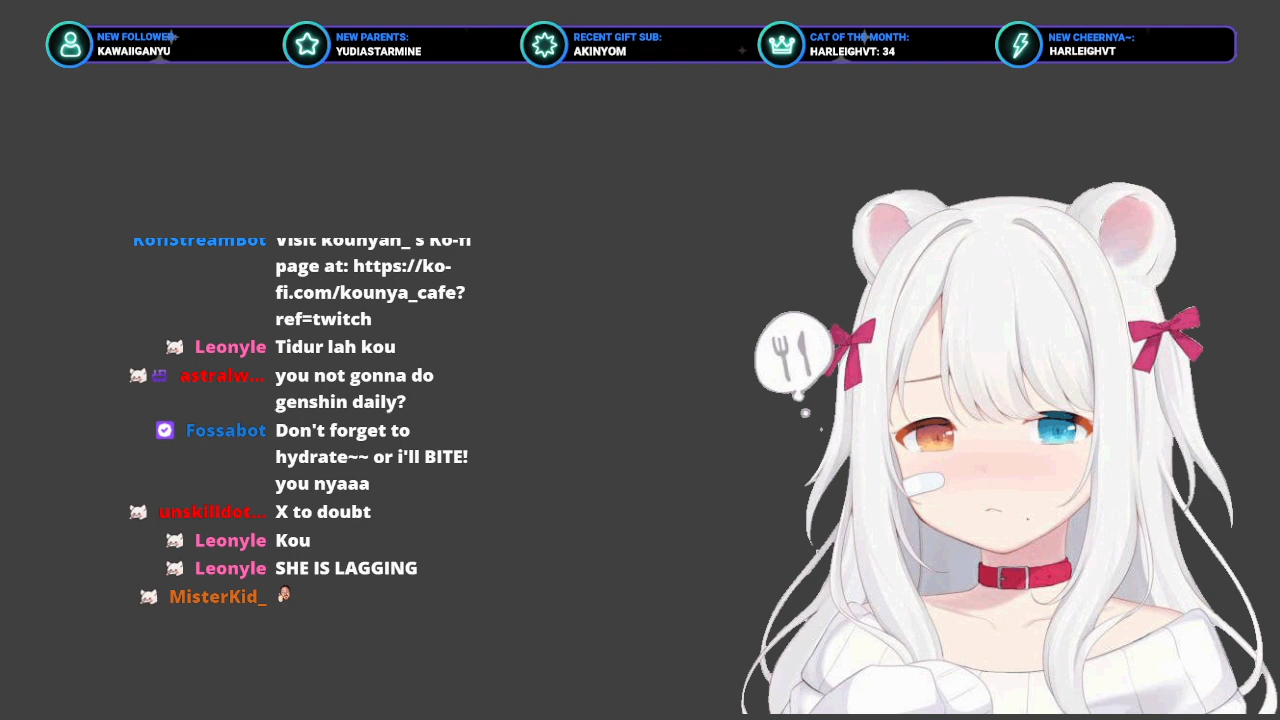 NEW FOLLOWER:
KAWAIIGANYU
NEW PARENTS:
YUDIASTARMINE
RECENT GIFT SUB:
AKINYOM
CAT OF THE MONTH:
HARLEIGHVT: 34
NEW CHEERNYA~:
HARLEIGHVT
KofiStreamBot Visit kounyan_'s Ko-fi
page at: https://ko-
fi.com/kounya_cafe?
ref=twitch
Leonyle Tidur lah kou
astralw... you not gonna do
genshin daily?
Fossabot Don't forget to
hydrate~~ or i'll BITE!
you nyaaa
unskilldot... X to doubt
Leonyle Kou
Leonyle SHE IS LAGGING
MisterKid_